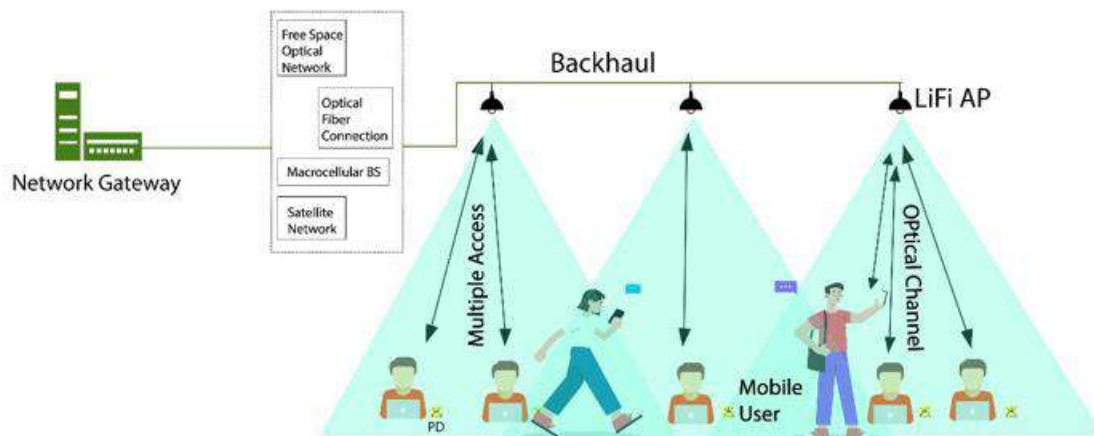 Free Space
Optical
Network
Optical
Fiber
Connection
Macrocellular BS
Satellite
Network
Network Gateway
Backhaul
LiFi AP
Multiple Access
OPtical Channel
Mobile
User
PD